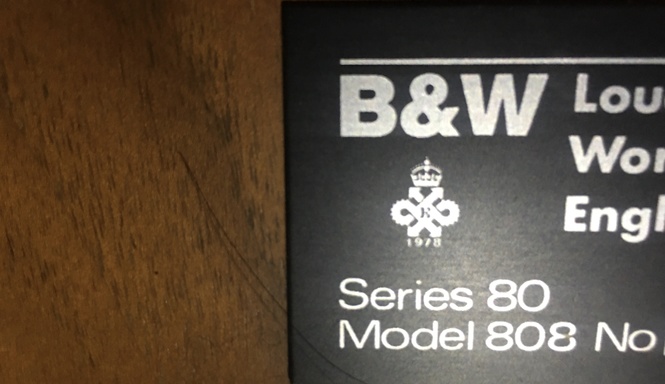 B&W Lou
Wor
Engl
E
1978
Series 80
Model 808 No